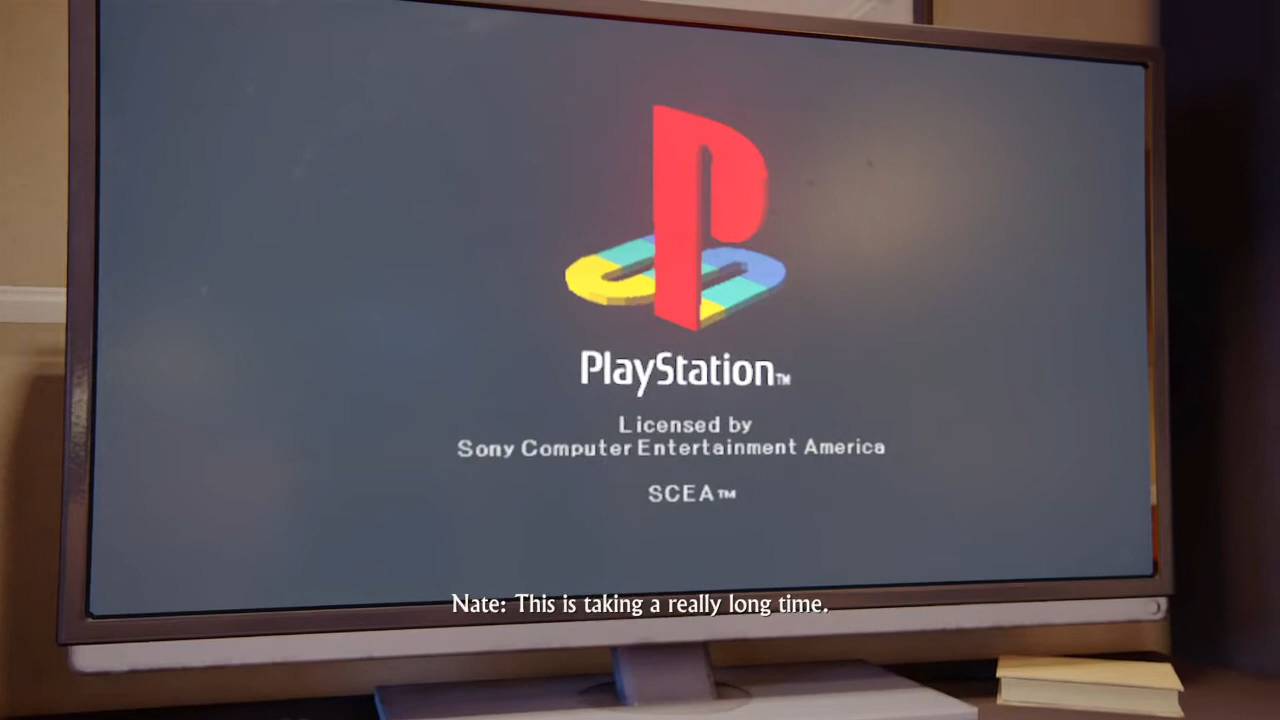 PlayStation™
Licensed by
Sony Computer Entertainment America
SCEA™
Nate: This is taking a really long time.